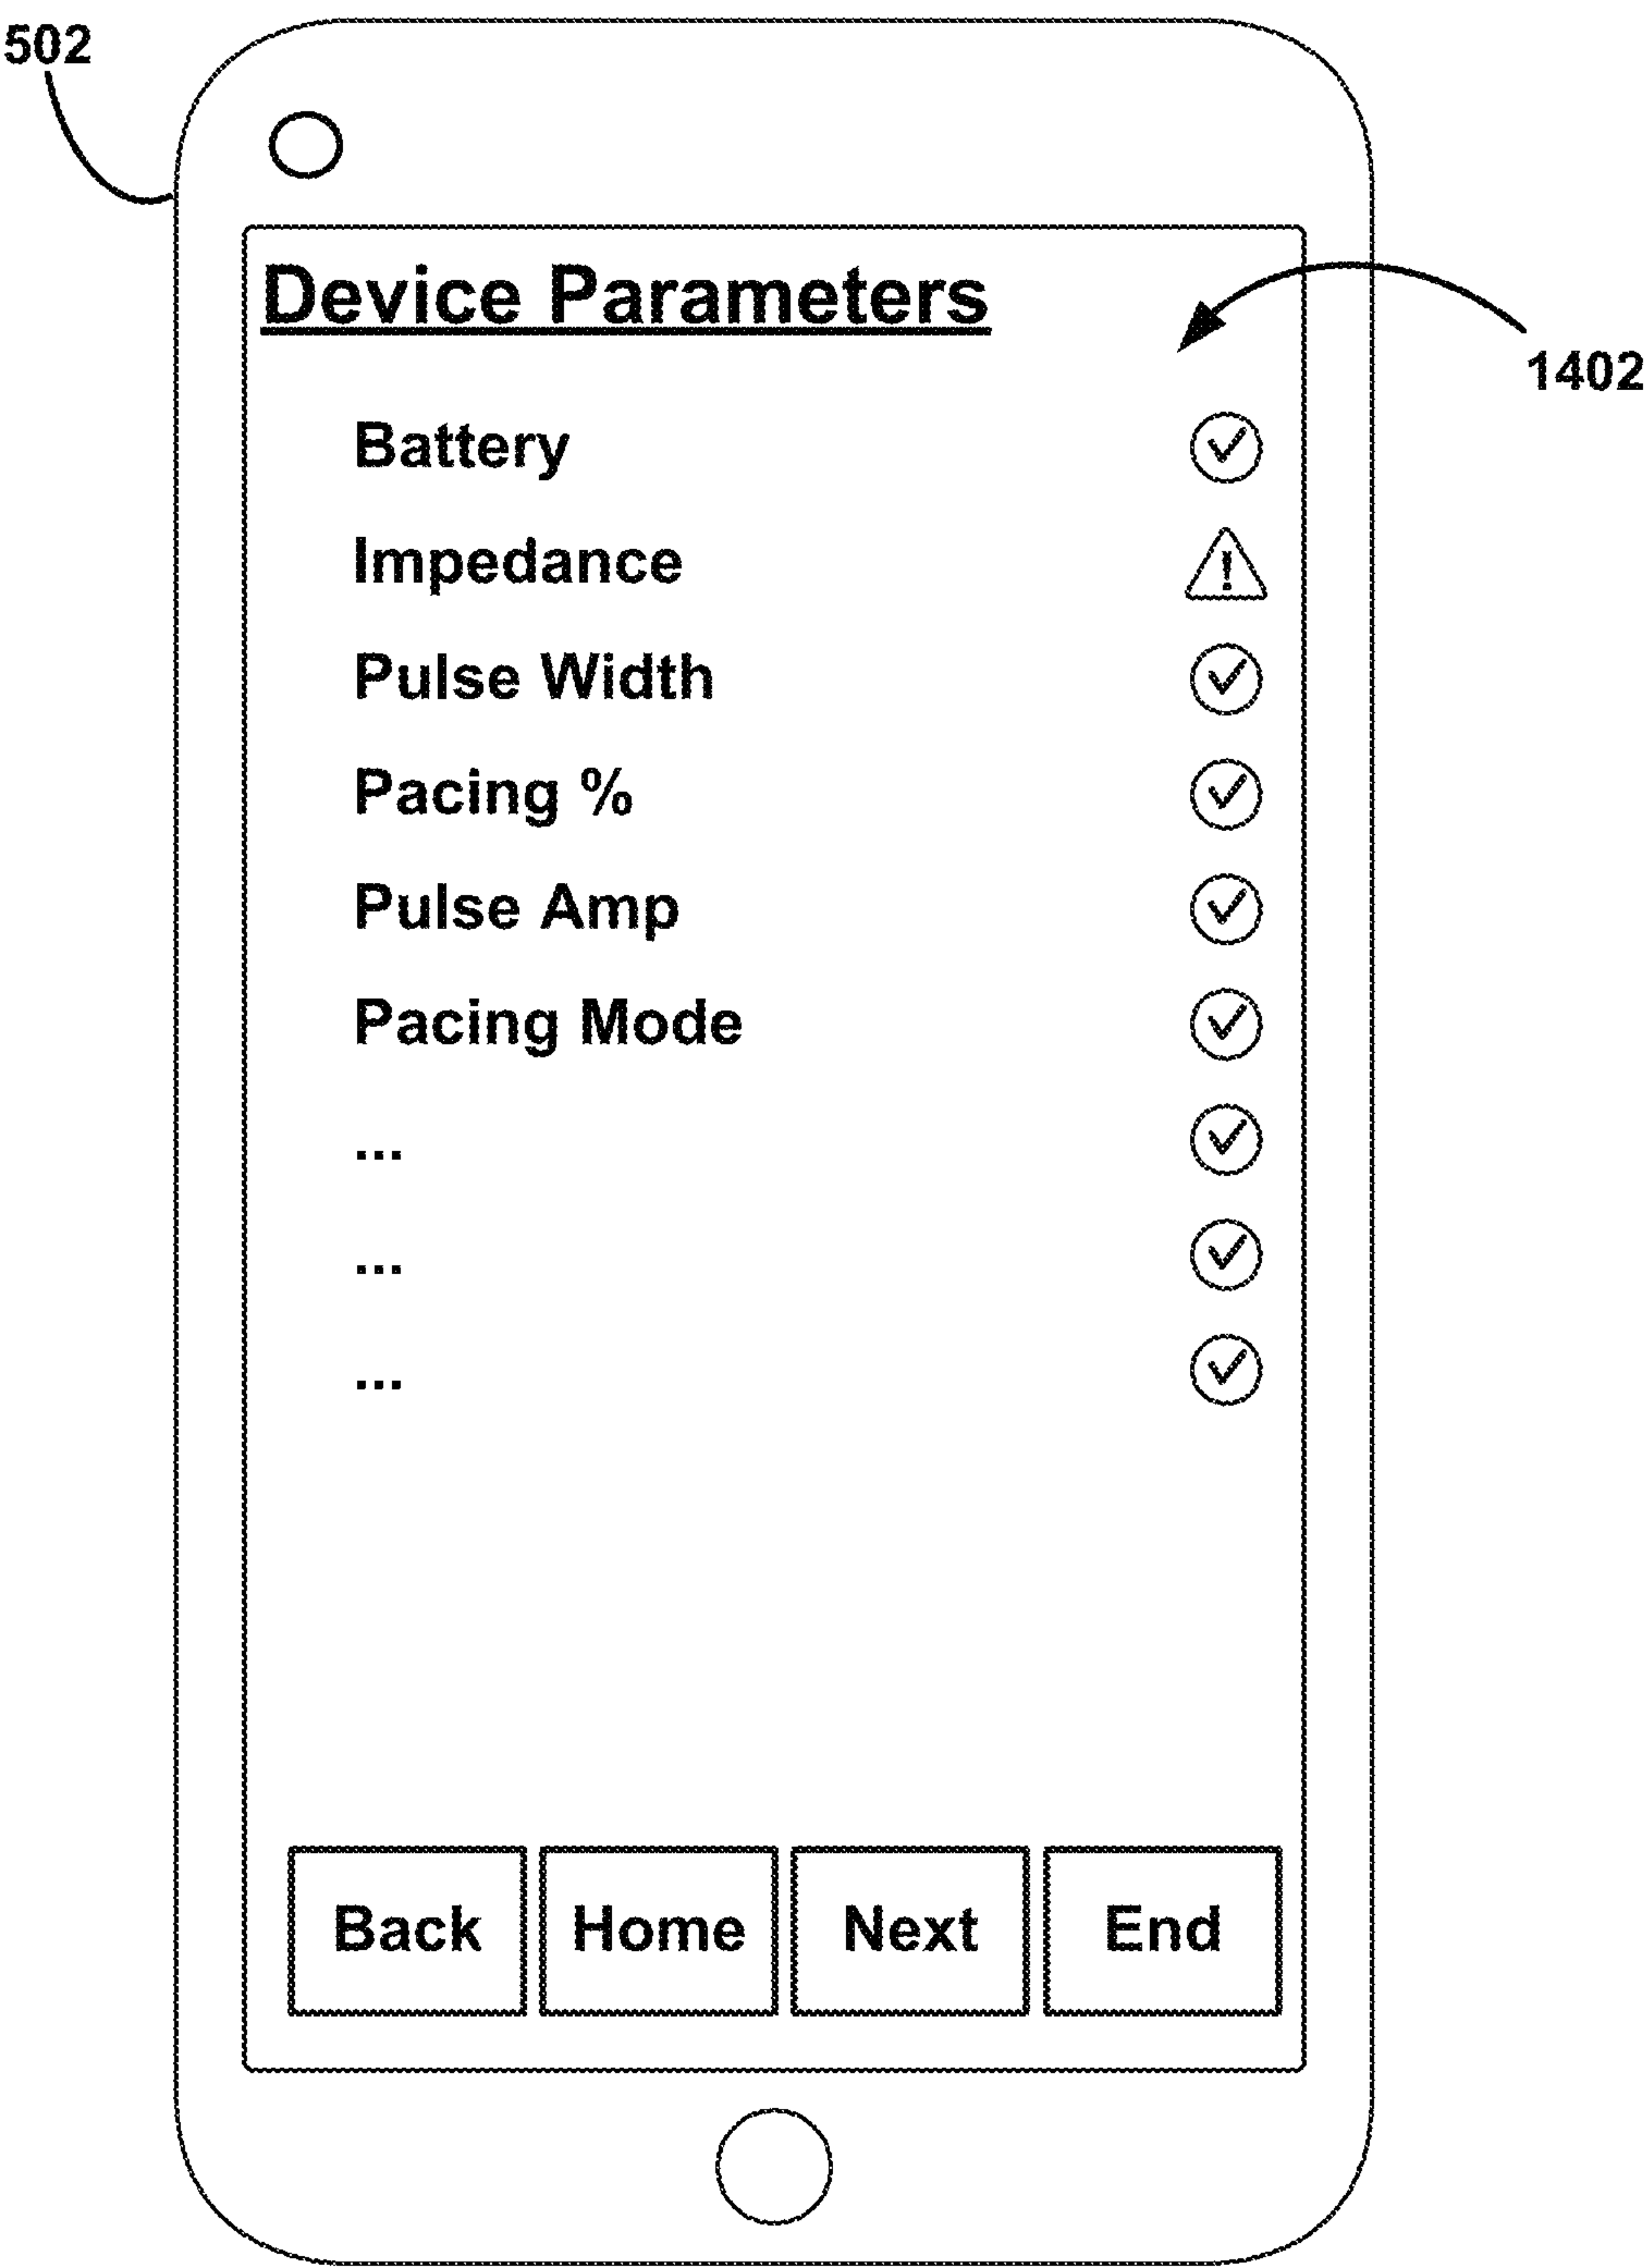 502
Device Parameters
1402
Battery
Impedance
!
Pulse Width
Pacing %
Pulse Amp
Pacing Mode
...
...
...
Back Home Next End